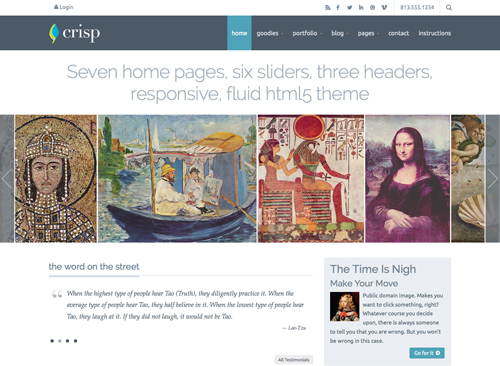 Login
813.555.1234
crisp
home goodies portfolio blog pages contact instructions
Seven home pages, six sliders, three headers,
responsive, fluid html5 theme
the word on the street
When the highest type of people hear Tao (Truth), they diligently practice it. When the
average type of people hear Tao, they half believe in it. When the lowest type of people hear
Tao, they laugh at it. If they did not laugh, it would not be Tao.
— Lao-Tzu
All Testimonials
The Time Is Nigh
Make Your Move
Public domain image. Makes you
want to click something, right?
Whatever course you decide
upon, there is always someone
to tell you that you are wrong. But you won't
be wrong in this case.
Go for it